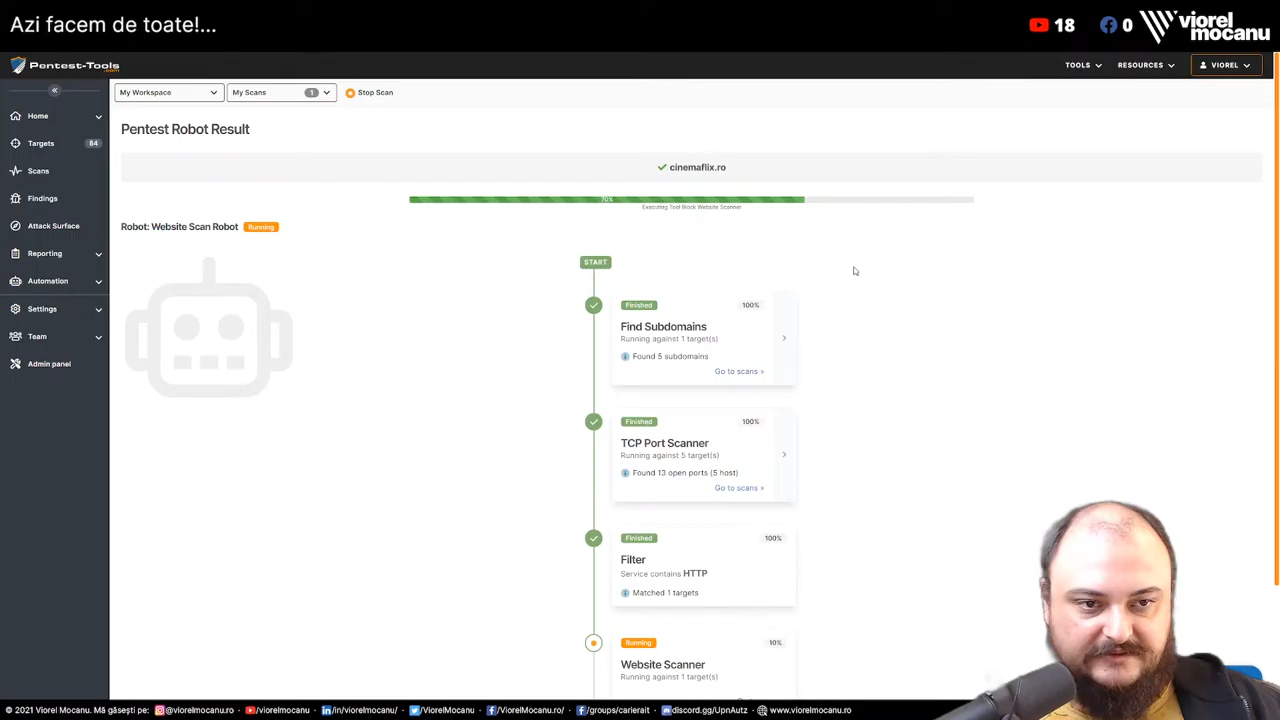 Azi facem de toate!...
18
0
viorel
mocanu
Pentest-Tools
.com
TOOLS
RESOURCES
VIOREL
My Workspace
My Scans
1
Stop Scan
Home
Targets
84
Scans
Findings
Attack Surface
Reporting
Automation
Settings
Team
Admin panel
Pentest Robot Result
cinemaflix.ro
70%
Executing Tool Block Website Scanner
Robot: Website Scan Robot
Running
START
Finished
100%
Find Subdomains
Running against 1 target(s)
Found 5 subdomains
Go to scans »
Finished
100%
TCP Port Scanner
Running against 5 target(s)
Found 13 open ports (5 host)
Go to scans »
Finished
100%
Filter
Service contains HTTP
Matched 1 targets
Running
10%
Website Scanner
Running against 1 target(s)
© 2021 Viorel Mocanu. Mă găsești pe: @viorelmocanu.ro /viorelmocanu /in/viorelmocanu/ /ViorelMocanu /ViorelMocanu.ro/ /groups/carierait discord.gg/UpnAutz www.viorelmocanu.ro